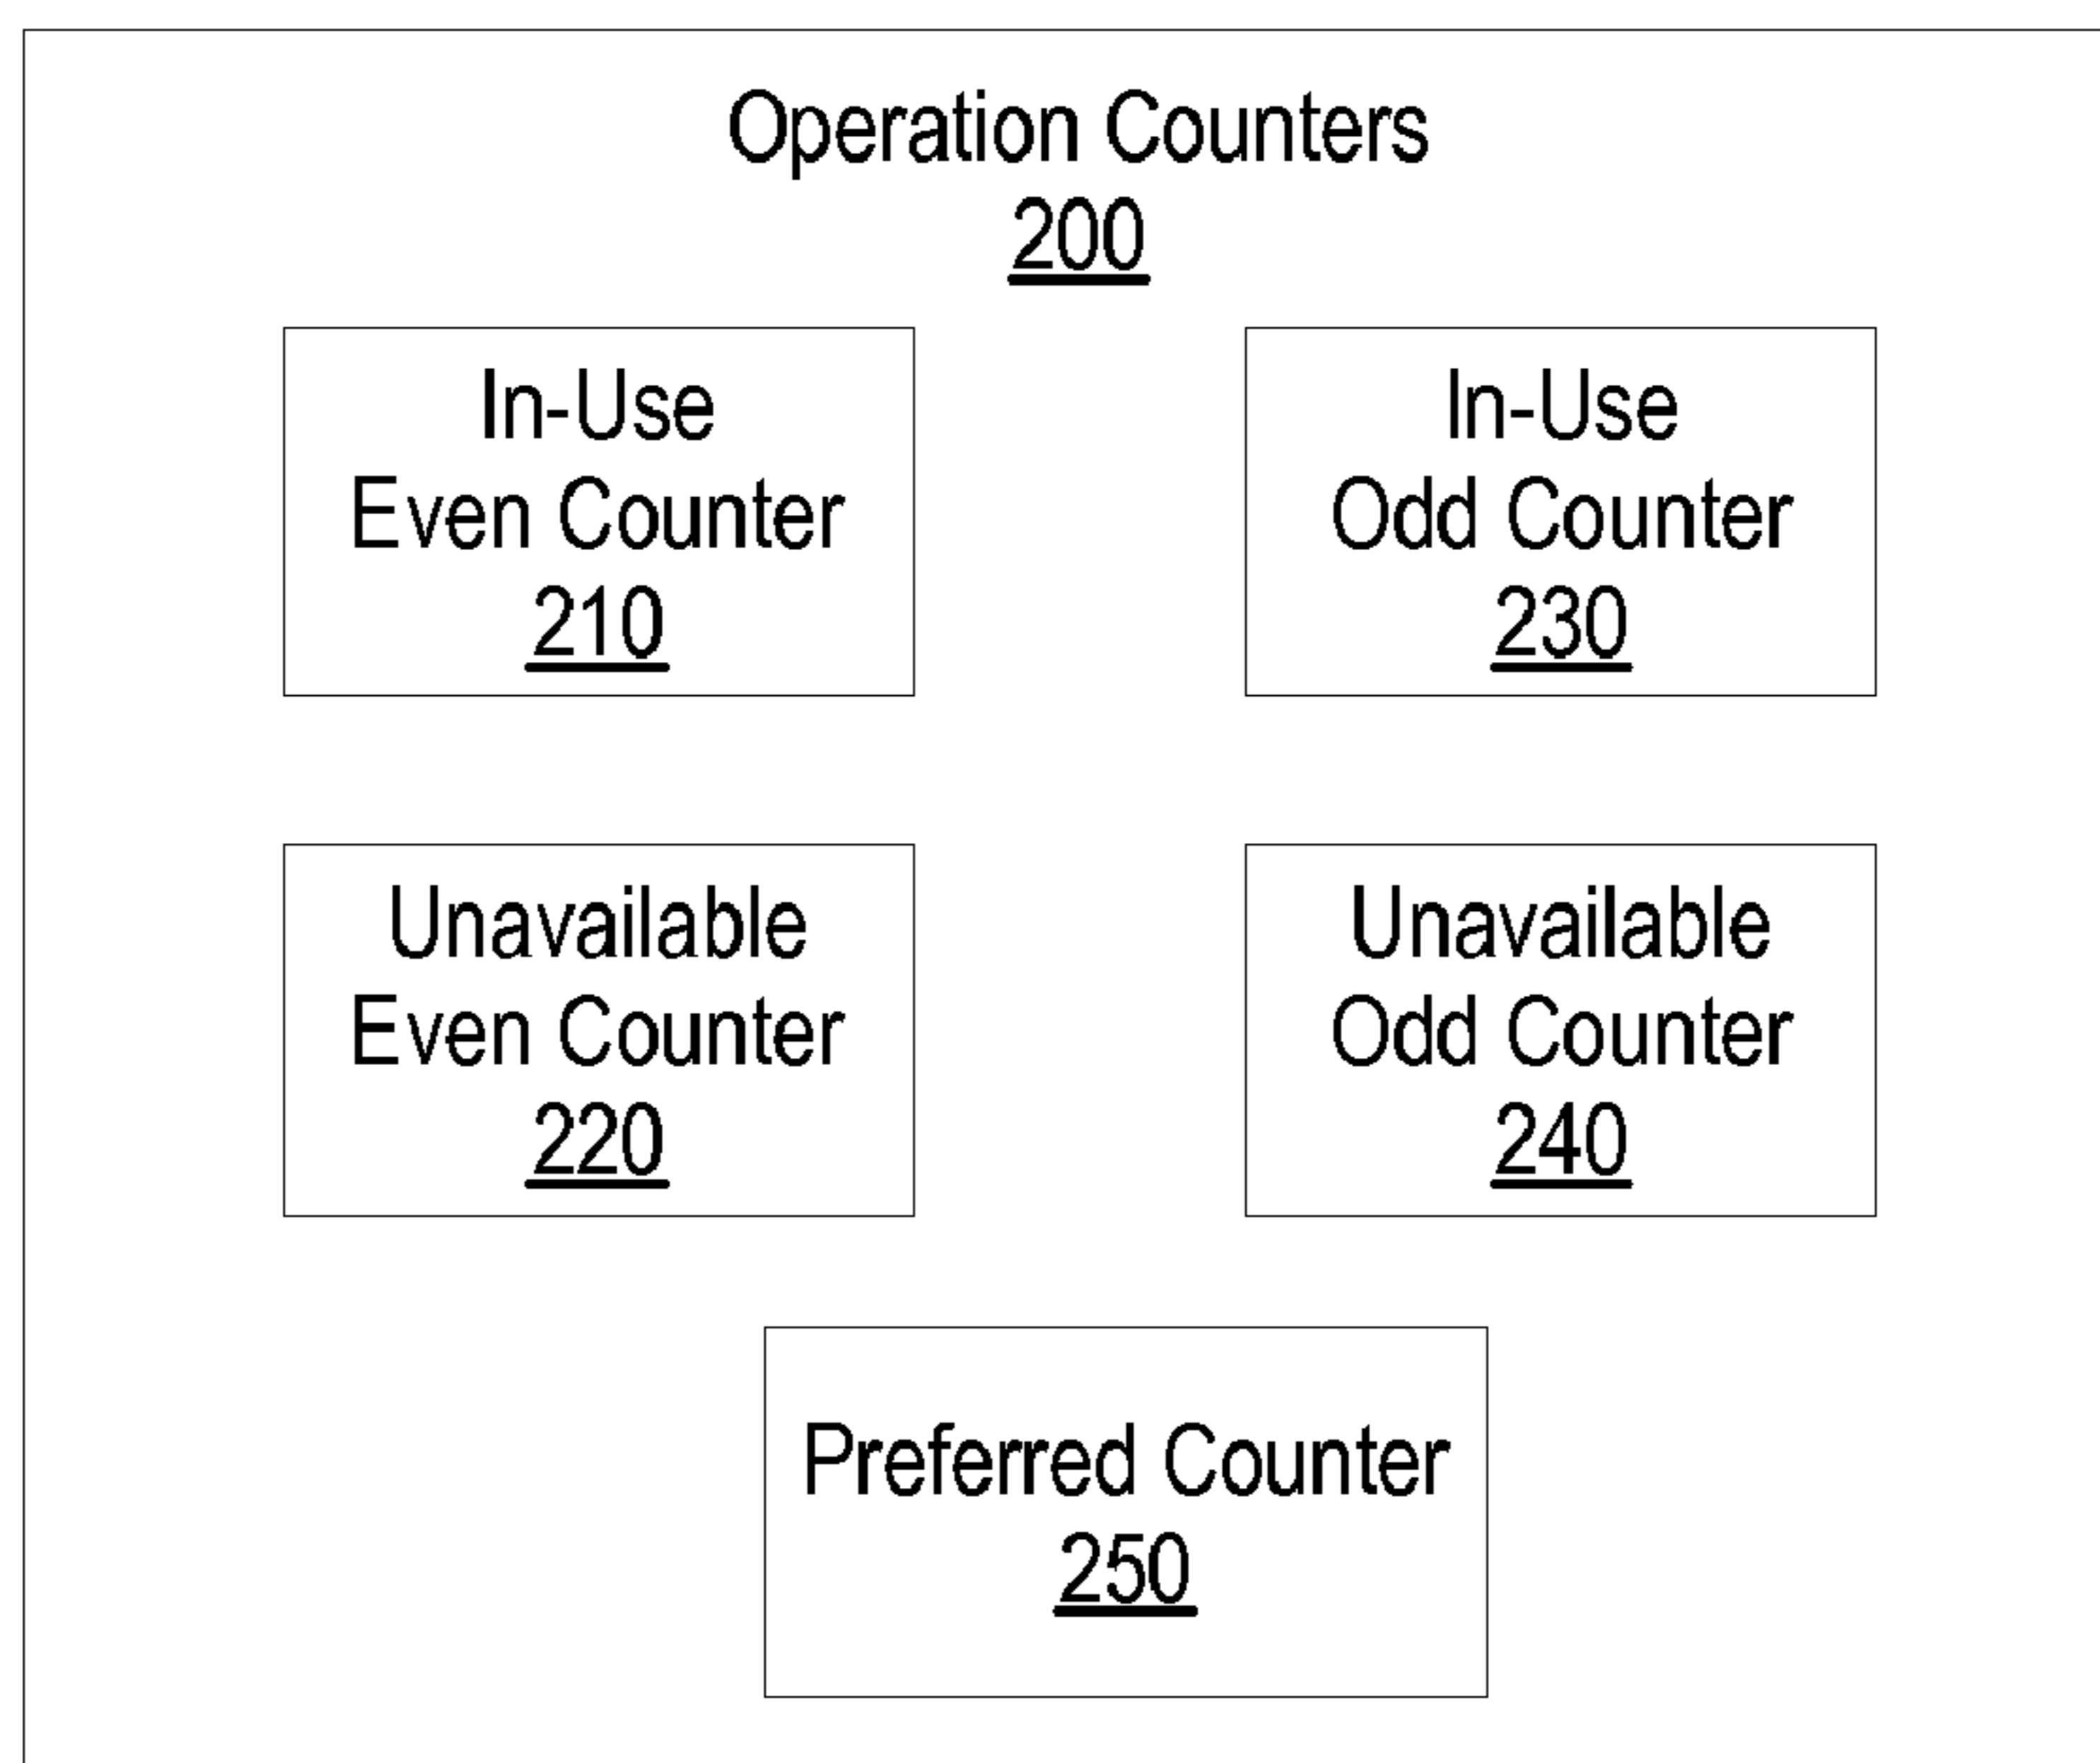 Operation Counters
200
In-Use
Even Counter
210
In-Use
Odd Counter
230
Unavailable
Even Counter
220
Unavailable
Odd Counter
240
Preferred Counter
250